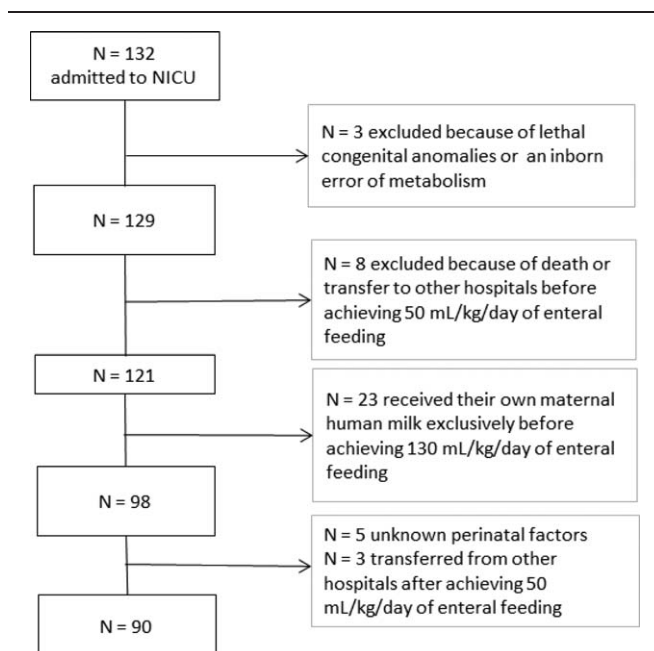 N = 132
admitted to NICU
N = 3 excluded because of lethal
congenital anomalies or an inborn
error of metabolism
N = 129
N = 8 excluded because of death or
transfer to other hospitals before
achieving 50 mL/kg/day of enteral
feeding
N = 121
N = 23 received their own maternal
human milk exclusively before
achieving 130 mL/kg/day of enteral
feeding
N = 98
N = 5 unknown perinatal factors
N = 3 transferred from other
hospitals after achieving 50
mL/kg/day of enteral feeding
N = 90